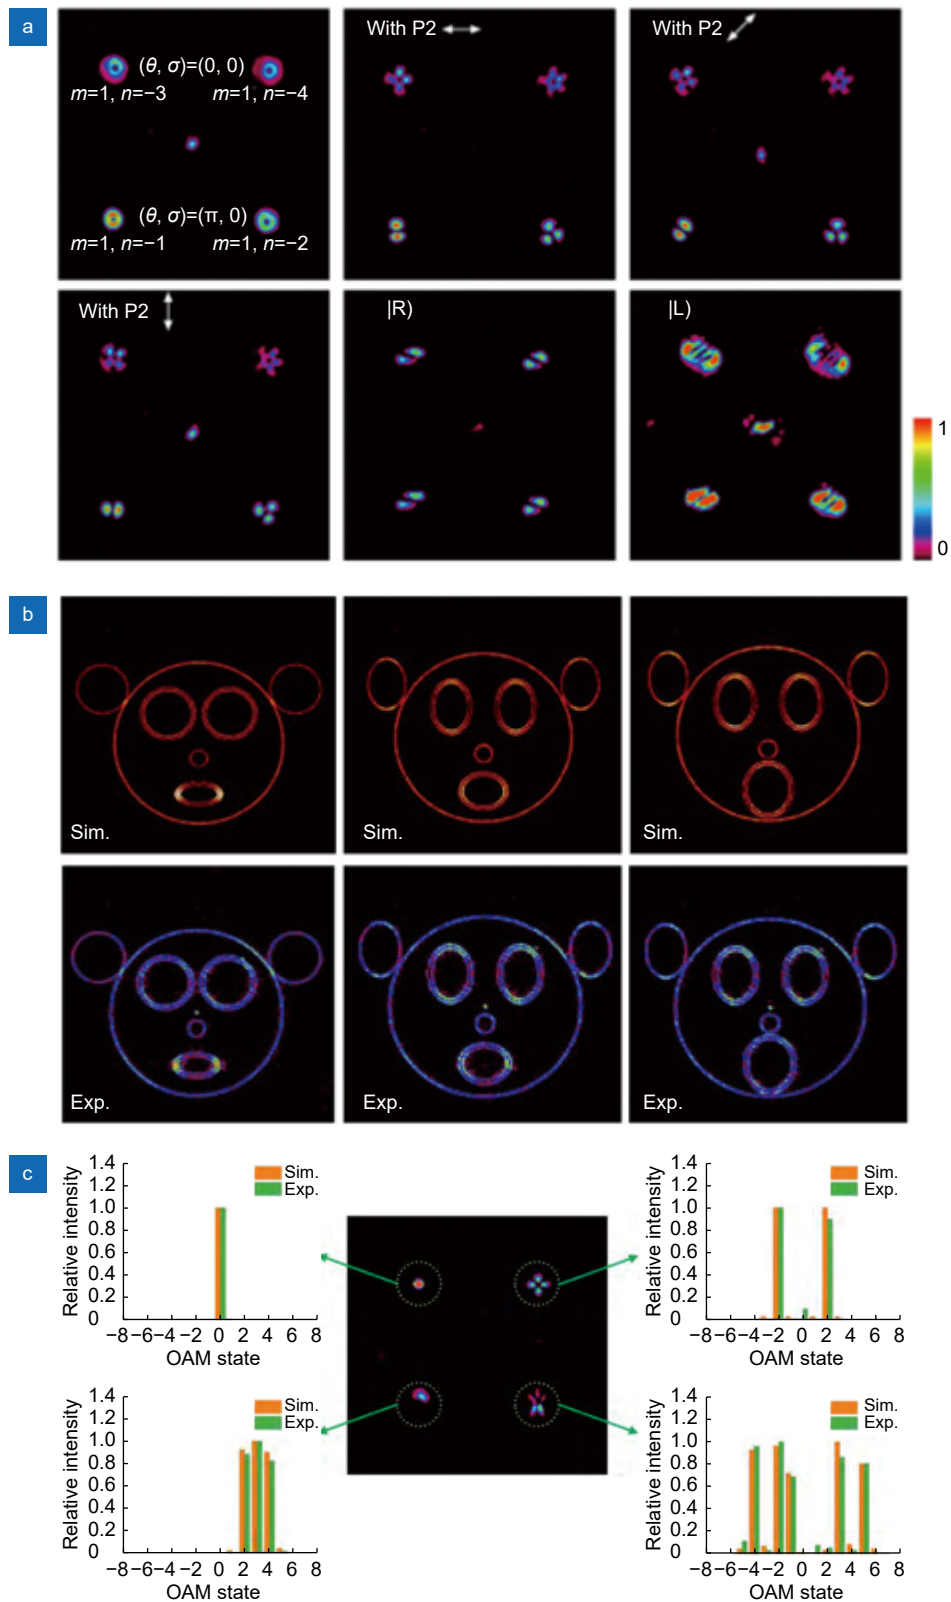 a
(θ, σ)=(0, 0)
m=1, n=−3 m=1, n=−4
(θ, σ)=(π, 0)
m=1, n=−1 m=1, n=−2
With P2
With P2
With P2
|R⟩
|L⟩
1
0
b
Sim.
Sim.
Sim.
Exp.
Exp.
Exp.
c
1.4
1.2
1.0
0.8
0.6
0.4
0.2
0
Relative intensity
Sim.
Exp.
−8 −6 −4 −2 0 2 4 6 8
OAM state
1.4
1.2
1.0
0.8
0.6
0.4
0.2
0
Relative intensity
Sim.
Exp.
−8 −6 −4 −2 0 2 4 6 8
OAM state
1.4
1.2
1.0
0.8
0.6
0.4
0.2
0
Relative intensity
Sim.
Exp.
−8 −6 −4 −2 0 2 4 6 8
OAM state
1.4
1.2
1.0
0.8
0.6
0.4
0.2
0
Relative intensity
Sim.
Exp.
−8 −6 −4 −2 0 2 4 6 8
OAM state